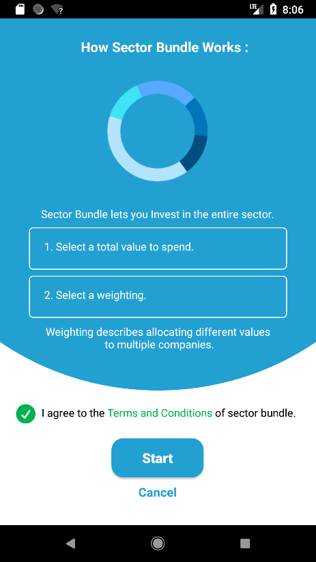 LTE 8:06
How Sector Bundle Works :
Sector Bundle lets you Invest in the entire sector.
1. Select a total value to spend.
2. Select a weighting.
Weighting describes allocating different values
to multiple companies.
I agree to the Terms and Conditions of sector bundle.
Start
Cancel